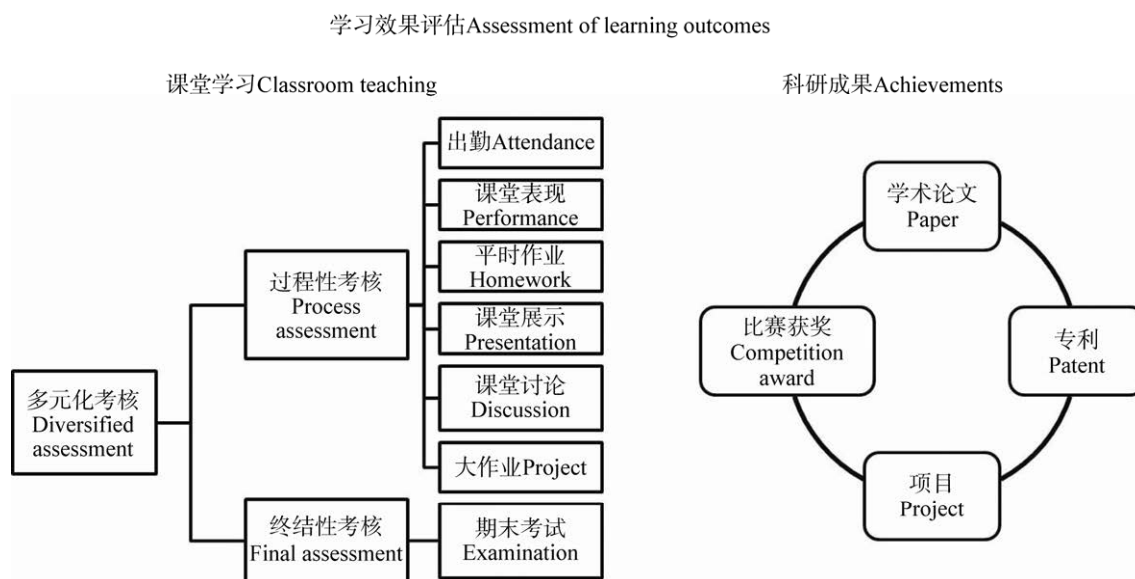 学习效果评估Assessment of learning outcomes
课堂学习Classroom teaching
科研成果Achievements
多元化考核
Diversified
assessment
过程性考核
Process
assessment
出勤Attendance
课堂表现
Performance
平时作业
Homework
课堂展示
Presentation
课堂讨论
Discussion
大作业Project
终结性考核
Final assessment
期末考试
Examination
学术论文
Paper
专利
Patent
项目
Project
比赛获奖
Competition
award